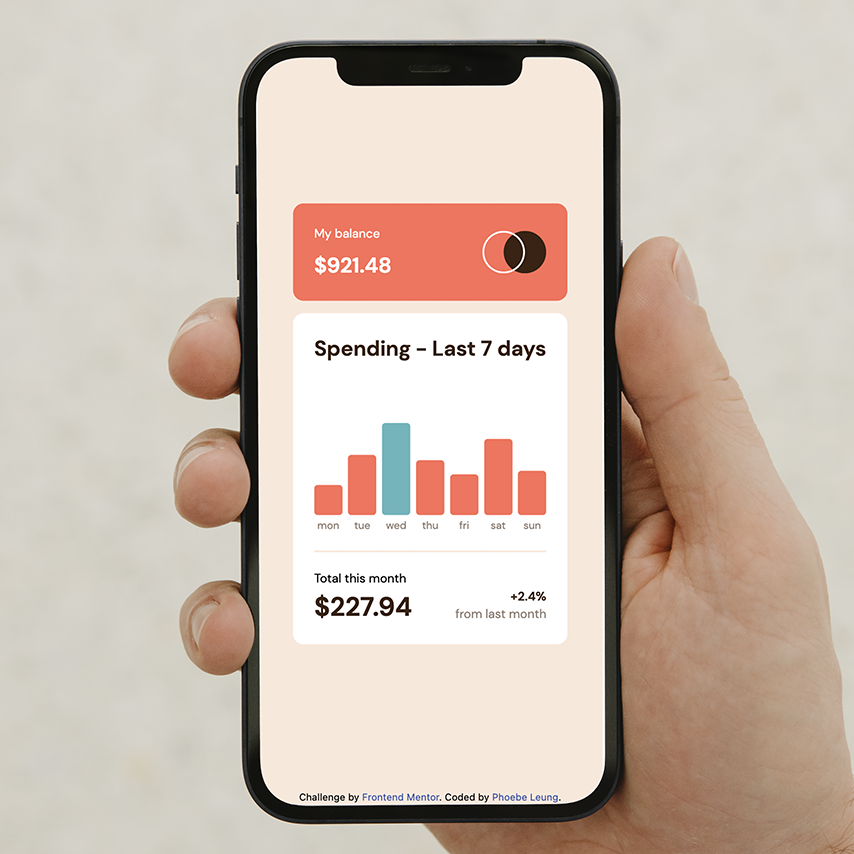 My balance
$921.48
Spending - Last 7 days
mon tue wed thu fri sat sun
Total this month
$227.94
+2.4%
from last month
Challenge by Frontend Mentor. Coded by Phoebe Leung.